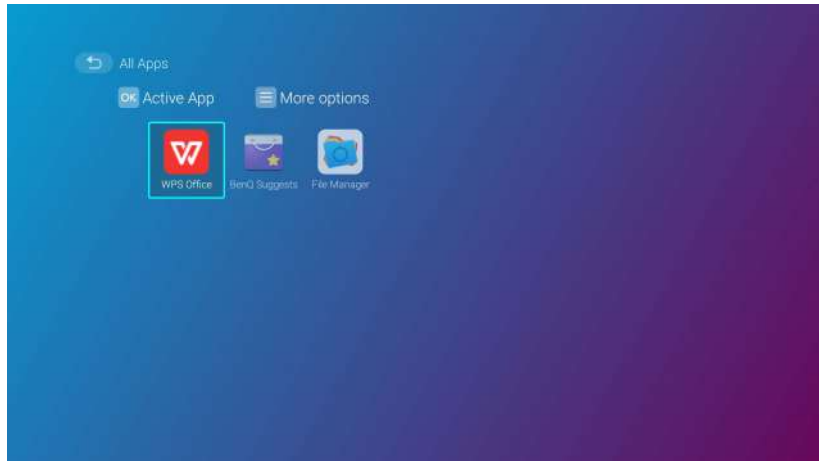 All Apps
OK Active App More options
WPS Office BenQ Suggests File Manager